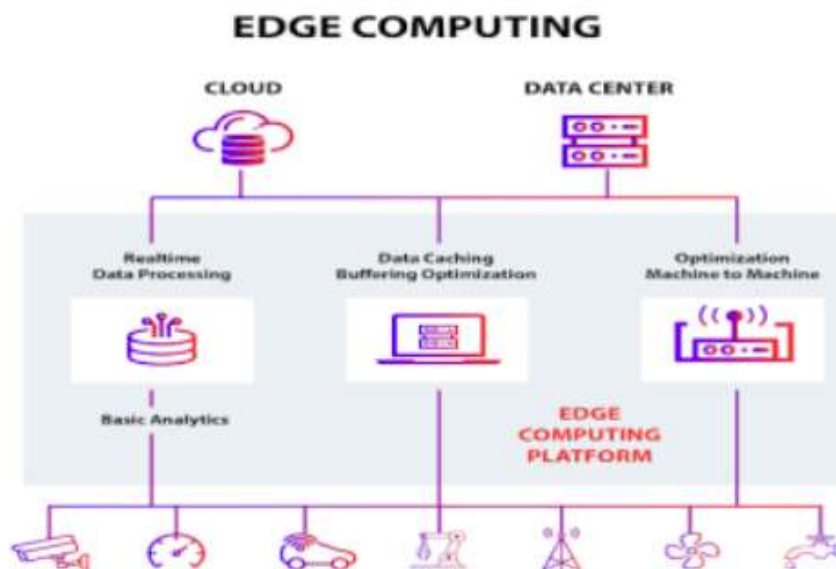 EDGE COMPUTING
CLOUD
DATA CENTER
Realtime
Data Processing
Data Caching
Buffering Optimization
Optimization
Machine to Machine
Basic Analytics
EDGE
COMPUTING
PLATFORM